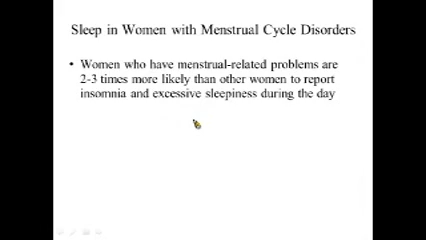 Sleep in Women with Menstrual Cycle Disorders
• Women who have menstrual-related problems are
2-3 times more likely than other women to report
insomnia and excessive sleepiness during the day